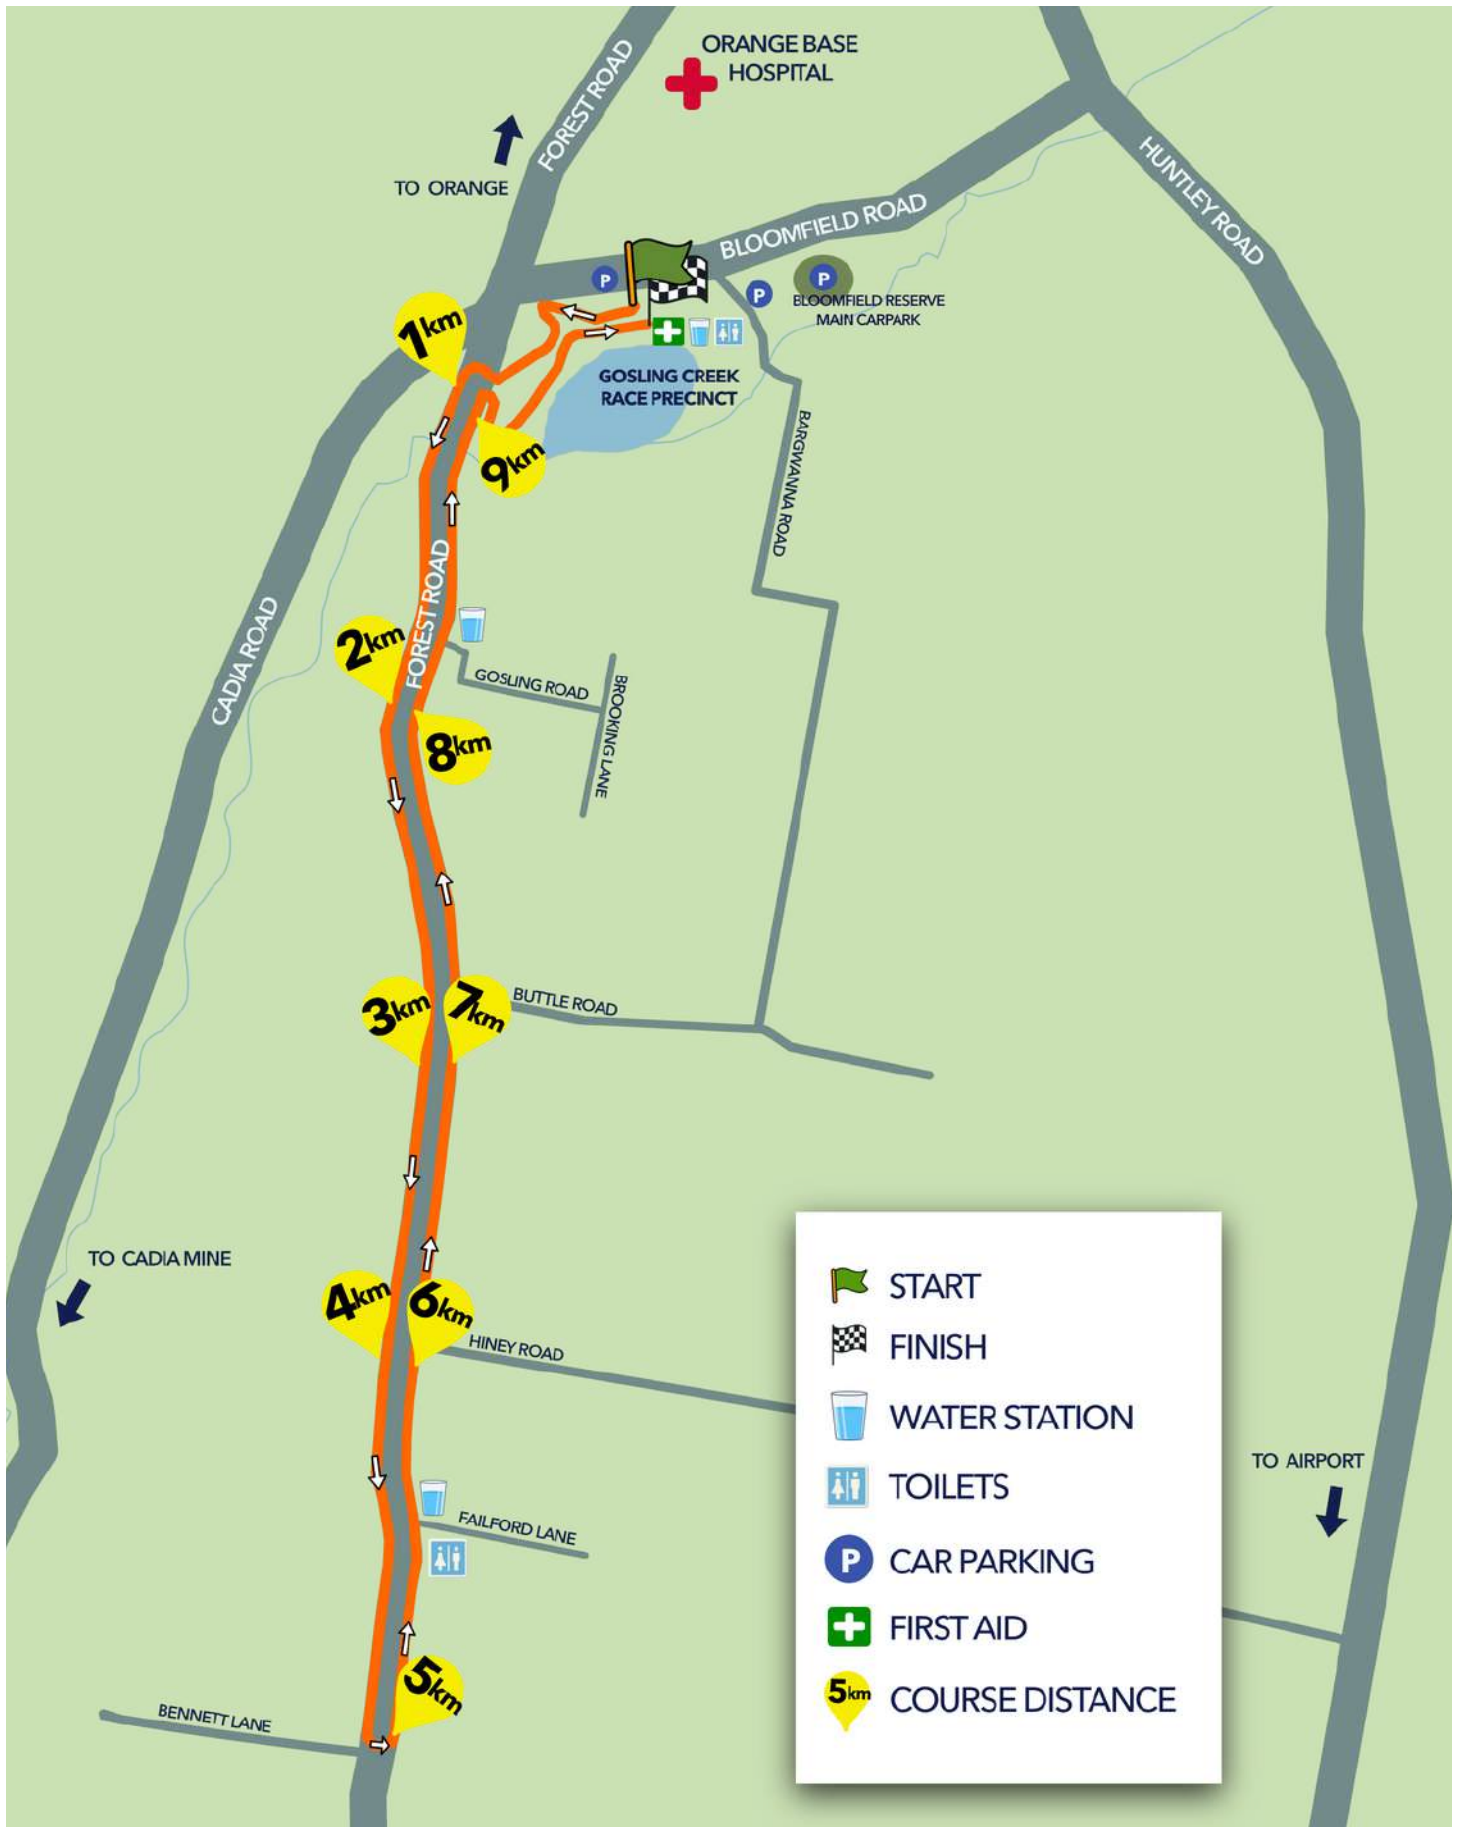 ORANGE BASE
HOSPITAL
FOREST ROAD
TO ORANGE
HUNTLEY ROAD
BLOOMFIELD ROAD
P
P
P
BLOOMFIELD RESERVE
MAIN CARPARK
1km
GOSLING CREEK
RACE PRECINCT
9km
BARGWANNA ROAD
FOREST ROAD
CADIA ROAD
2km
GOSLING ROAD
BROOKING LANE
8km
3km
7km
BUTTLE ROAD
TO CADIA MINE
4km
6km
HINEY ROAD
FAILFORD LANE
5km
BENNETT LANE
TO AIRPORT
START
FINISH
WATER STATION
TOILETS
P CAR PARKING
FIRST AID
5km COURSE DISTANCE